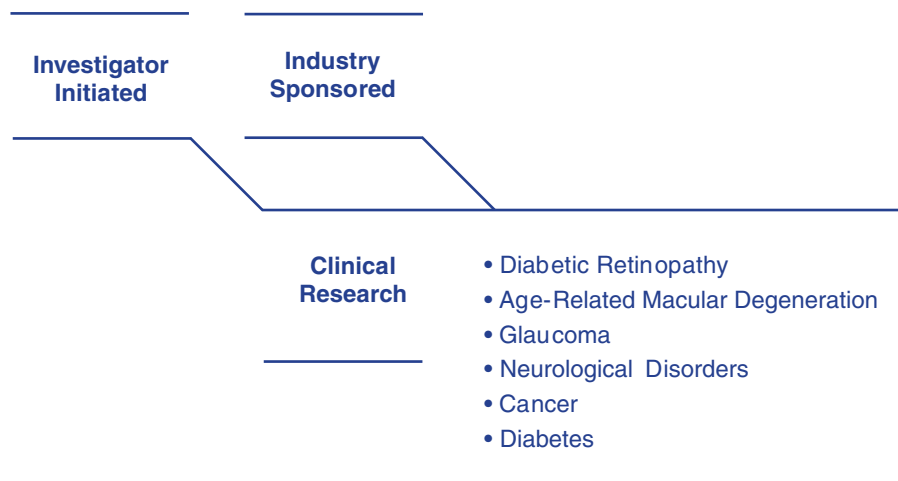 Investigator
Initiated
Industry
Sponsored
Clinical
Research
• Diabetic Retinopathy
• Age-Related Macular Degeneration
• Glaucoma
• Neurological Disorders
• Cancer
• Diabetes